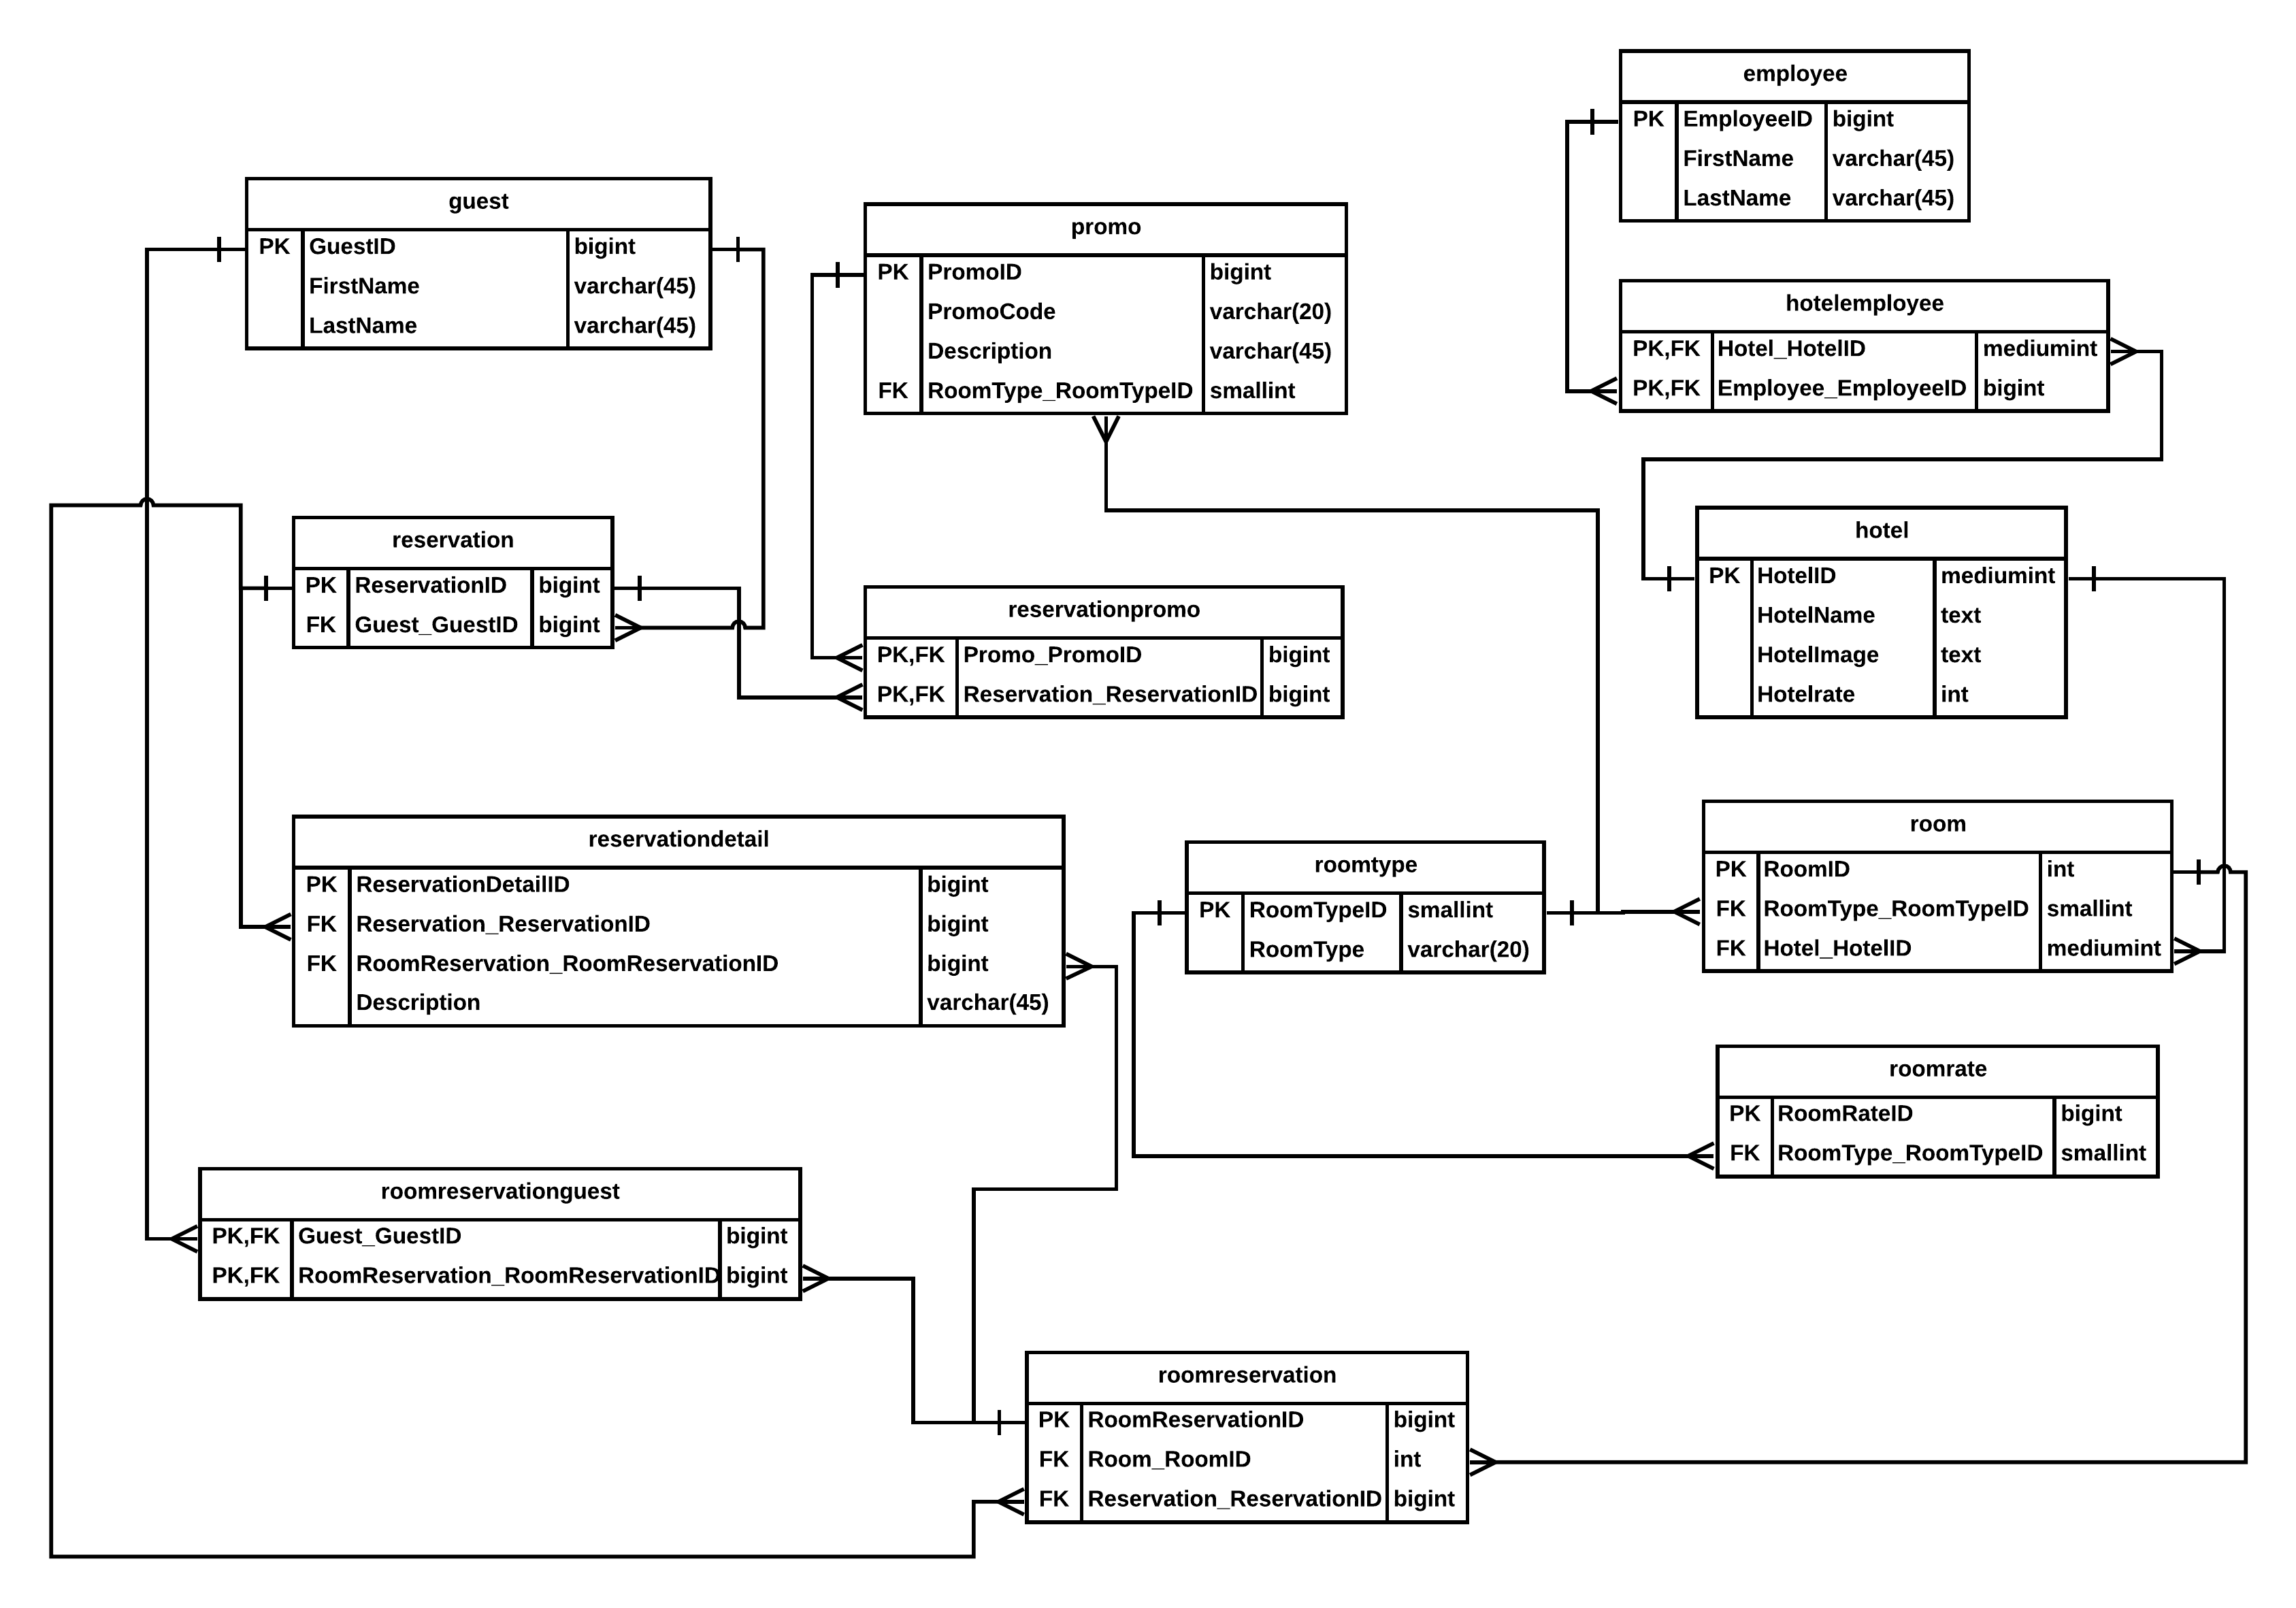 employee
PK EmployeeID bigint
FirstName varchar(45)
LastName varchar(45)
guest
PK GuestID bigint
FirstName varchar(45)
LastName varchar(45)
promo
PK PromoID bigint
PromoCode varchar(20)
Description varchar(45)
FK RoomType_RoomTypeID smallint
hotelemployee
PK,FK Hotel_HotelID mediumint
PK,FK Employee_EmployeeID bigint
reservation
PK ReservationID bigint
FK Guest_GuestID bigint
reservationpromo
PK,FK Promo_PromoID bigint
PK,FK Reservation_ReservationID bigint
hotel
PK HotelID mediumint
HotelName text
HotelImage text
Hotelrate int
reservationdetail
PK ReservationDetailID bigint
FK Reservation_ReservationID bigint
FK RoomReservation_RoomReservationID bigint
Description varchar(45)
roomtype
PK RoomTypeID smallint
RoomType varchar(20)
room
PK RoomID int
FK RoomType_RoomTypeID smallint
FK Hotel_HotelID mediumint
roomrate
PK RoomRateID bigint
FK RoomType_RoomTypeID smallint
roomreservationguest
PK,FK Guest_GuestID bigint
PK,FK RoomReservation_RoomReservationID bigint
roomreservation
PK RoomReservationID bigint
FK Room_RoomID int
FK Reservation_ReservationID bigint